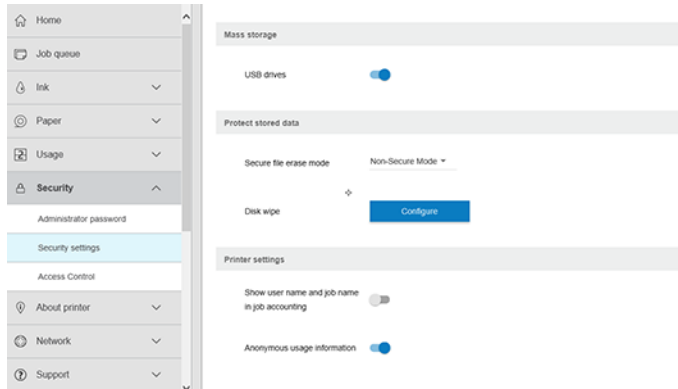 Home
Job queue
Ink
Paper
Usage
Security
Administrator password
Security settings
Access Control
About printer
Network
Support
Mass storage
USB drives
Protect stored data
Secure file erase mode
Non-Secure Mode
Disk wipe
Configure
Printer settings
Show user name and job name
in job accounting
Anonymous usage information